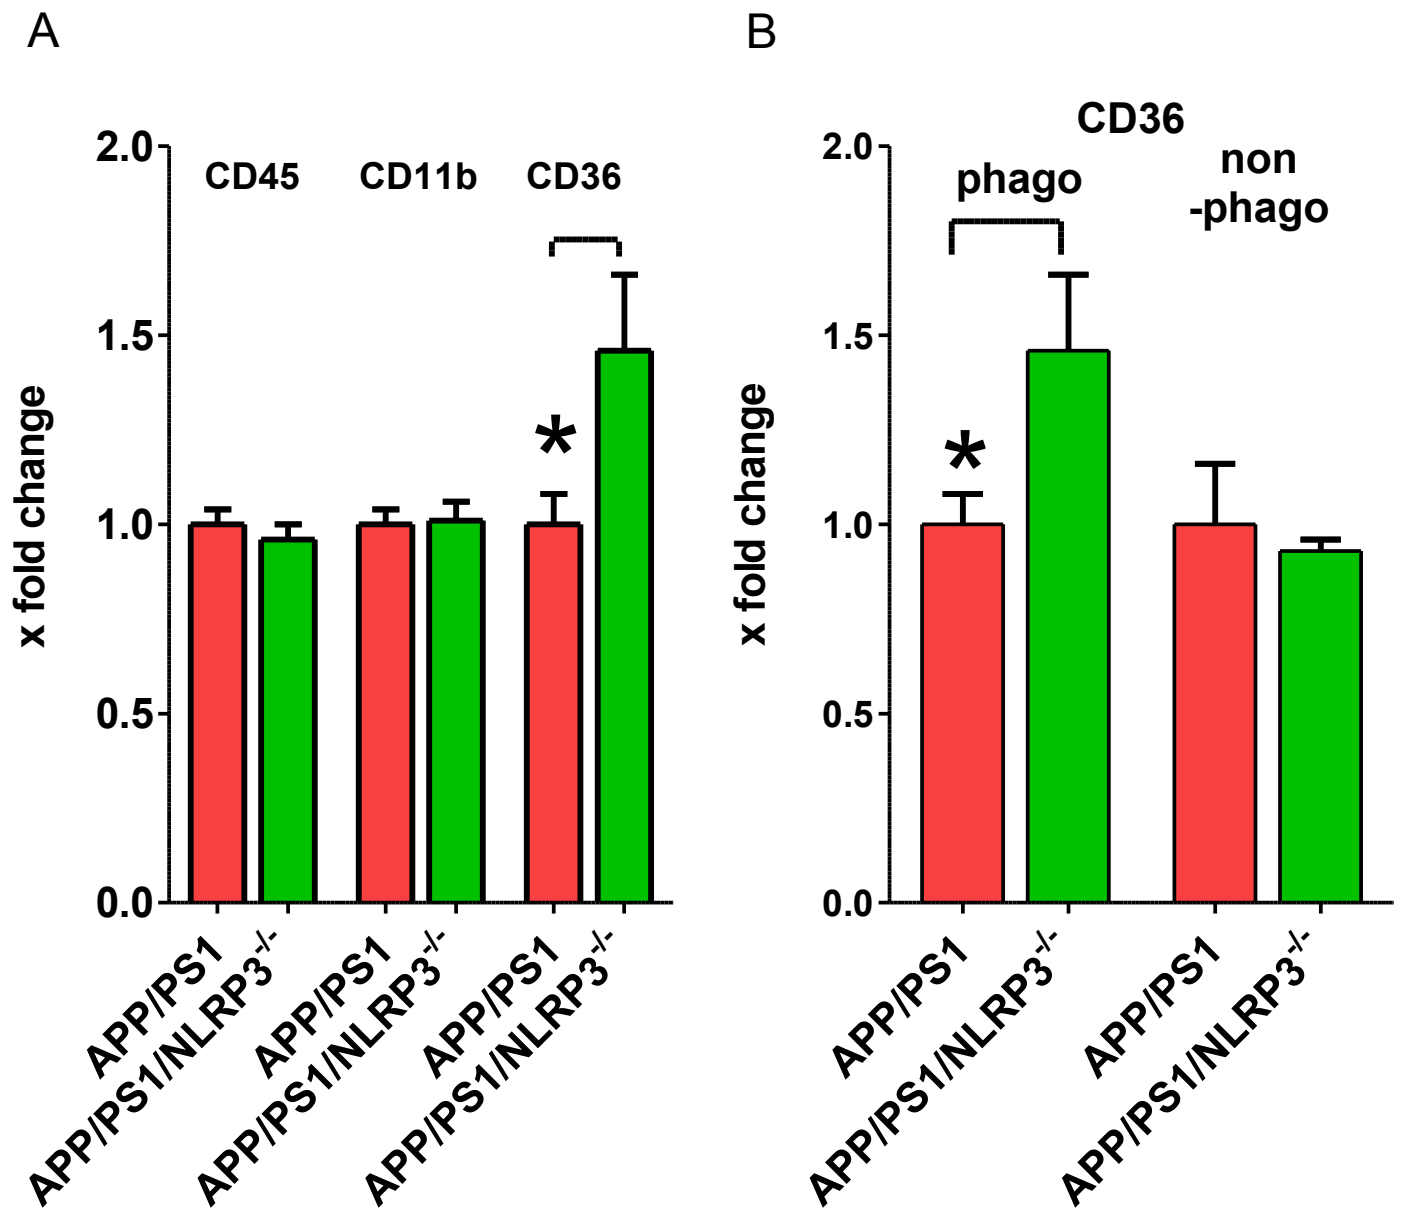 A
2.0
CD45 CD11b CD36
1.5
*
1.0
0.5
0.0
x fold change
APP/PS1
APP/PS1/NLRP3-/-
APP/PS1
APP/PS1/NLRP3-/-
APP/PS1
APP/PS1/NLRP3-/-
B
CD36
2.0
phago
non
-phago
1.5
*
1.0
0.5
0.0
x fold change
APP/PS1
APP/PS1/NLRP3-/-
APP/PS1
APP/PS1/NLRP3-/-